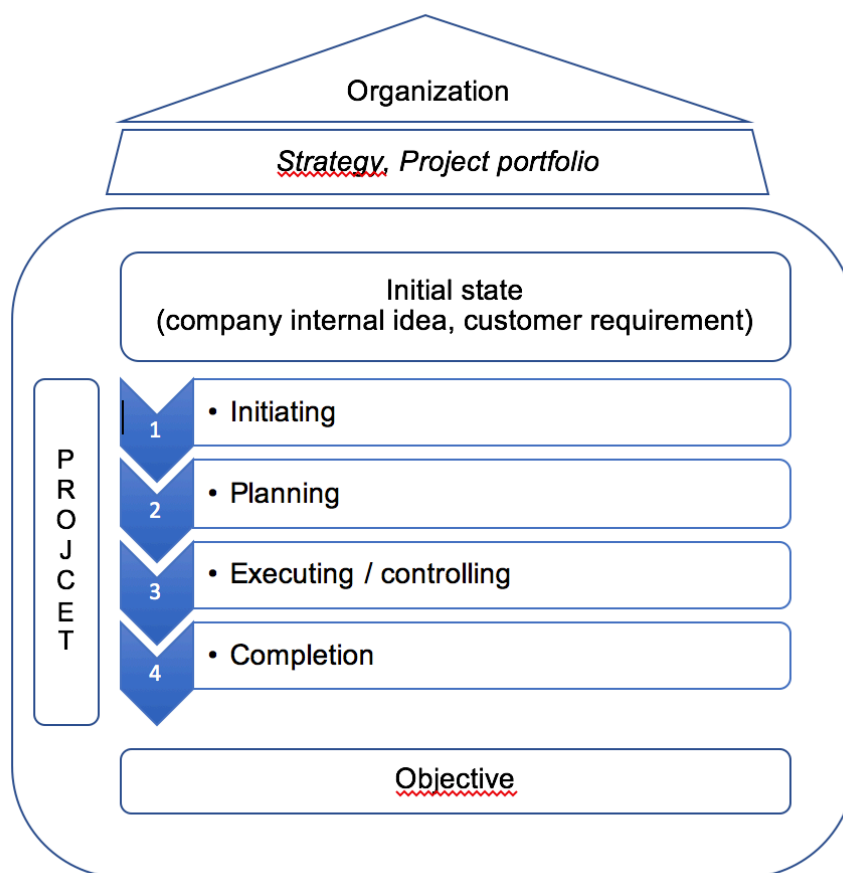 Organization
Strategy, Project portfolio
Initial state
(company internal idea, customer requirement)
P
R
O
J
C
E
T
1
• Initiating
2
• Planning
3
• Executing / controlling
4
• Completion
Objective